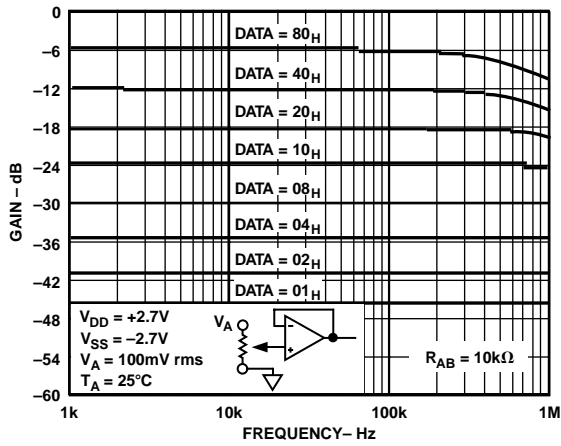 0
–6
–12
–18
–24
–30
–36
–42
–48
–54
–60
GAIN – dB
DATA = 80H
DATA = 40H
DATA = 20H
DATA = 10H
DATA = 08H
DATA = 04H
DATA = 02H
DATA = 01H
VDD = +2.7V
VSS = –2.7V
VA = 100mV rms
TA = 25°C
VA
–
+
RAB = 10kΩ
1k
10k
100k
1M
FREQUENCY– Hz